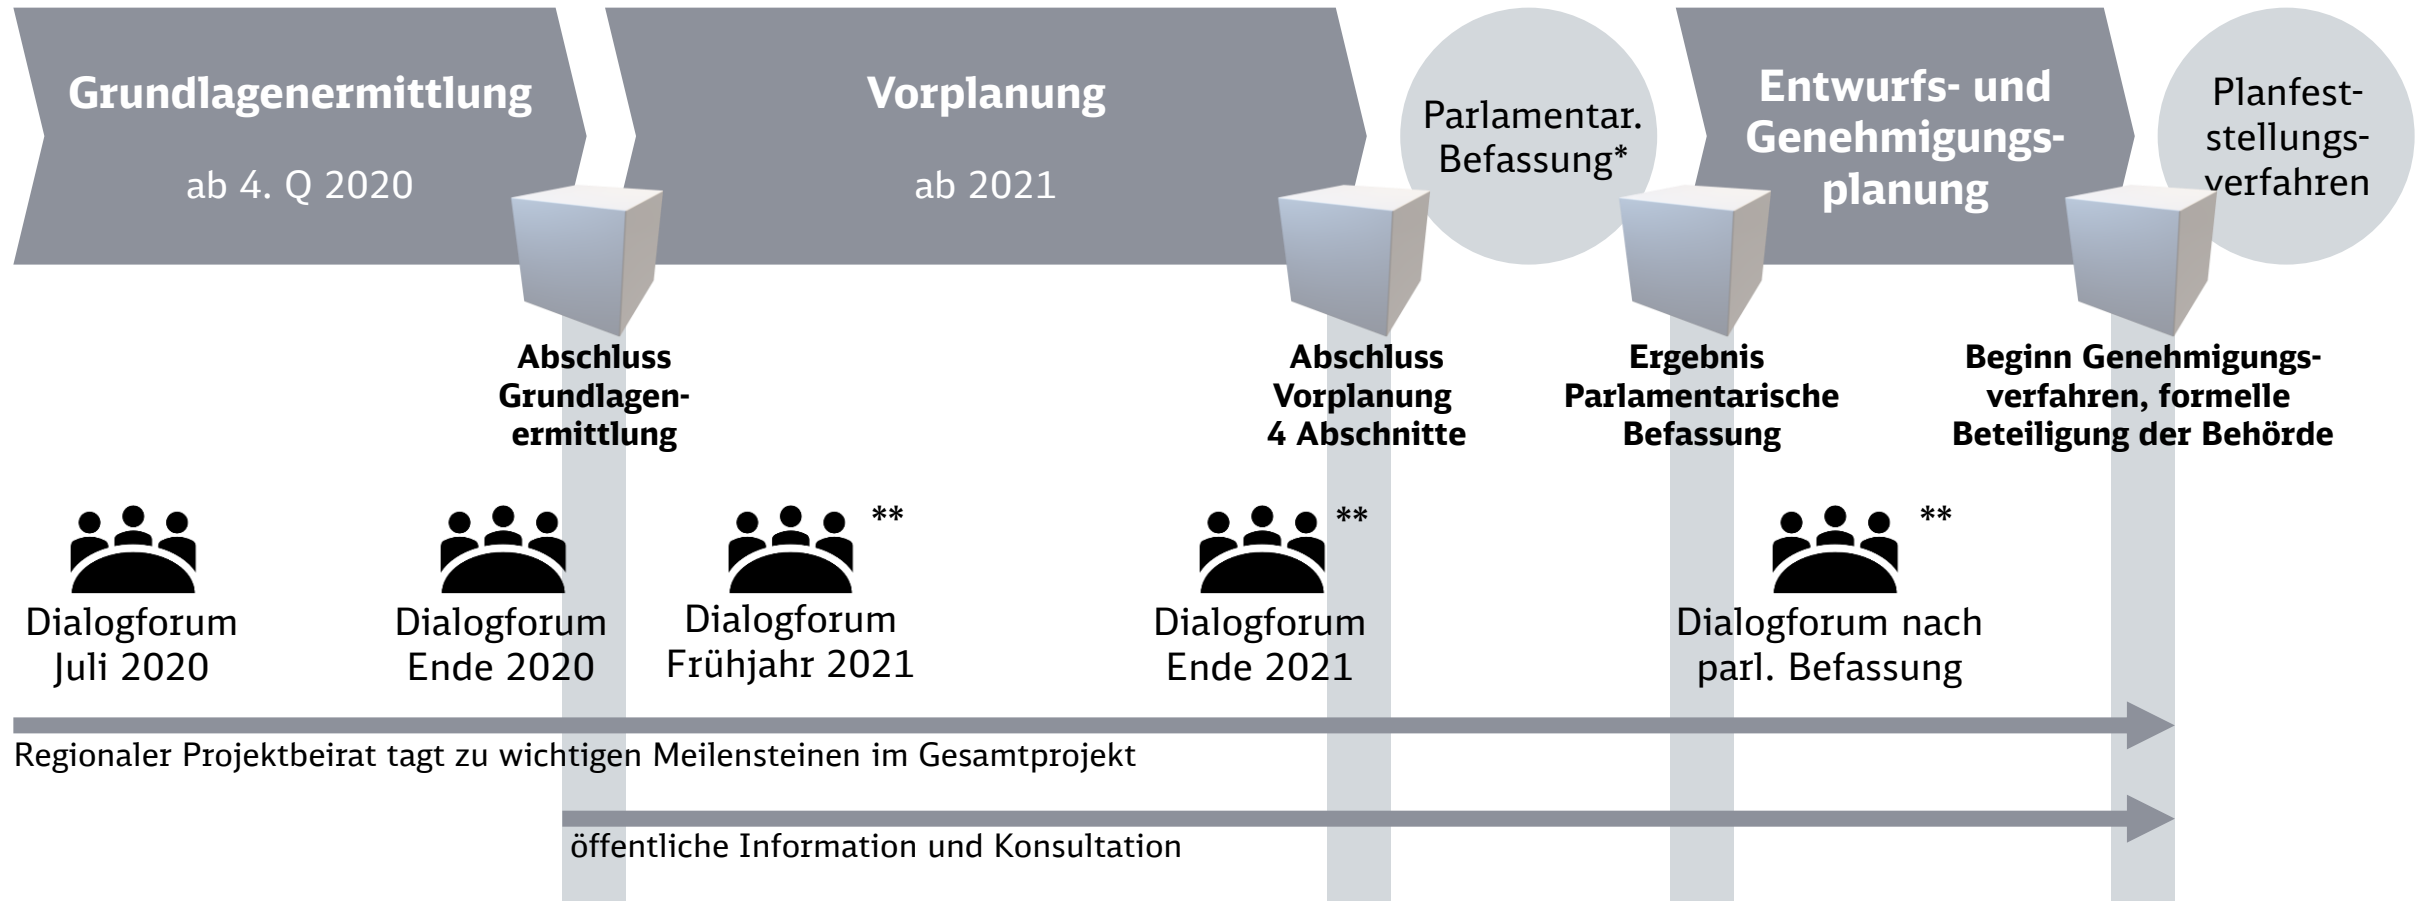 Grundlagenermittlung
ab 4. Q 2020
Vorplanung
ab 2021
Parlamentar.
Befassung*
Entwurfs- und
Genehmigungs-
planung
Planfest-
stellungs-
verfahren
Abschluss
Grundlagen-
ermittlung
Abschluss
Vorplanung
4 Abschnitte
Ergebnis
Parlamentarische
Befassung
Beginn Genehmigungs-
verfahren, formelle
Beteiligung der Behörde
Dialogforum
Juli 2020
Dialogforum
Ende 2020
**
Dialogforum
Frühjahr 2021
**
Dialogforum
Ende 2021
**
Dialogforum nach
parl. Befassung
Regionaler Projektbeirat tagt zu wichtigen Meilensteinen im Gesamtprojekt
öffentliche Information und Konsultation